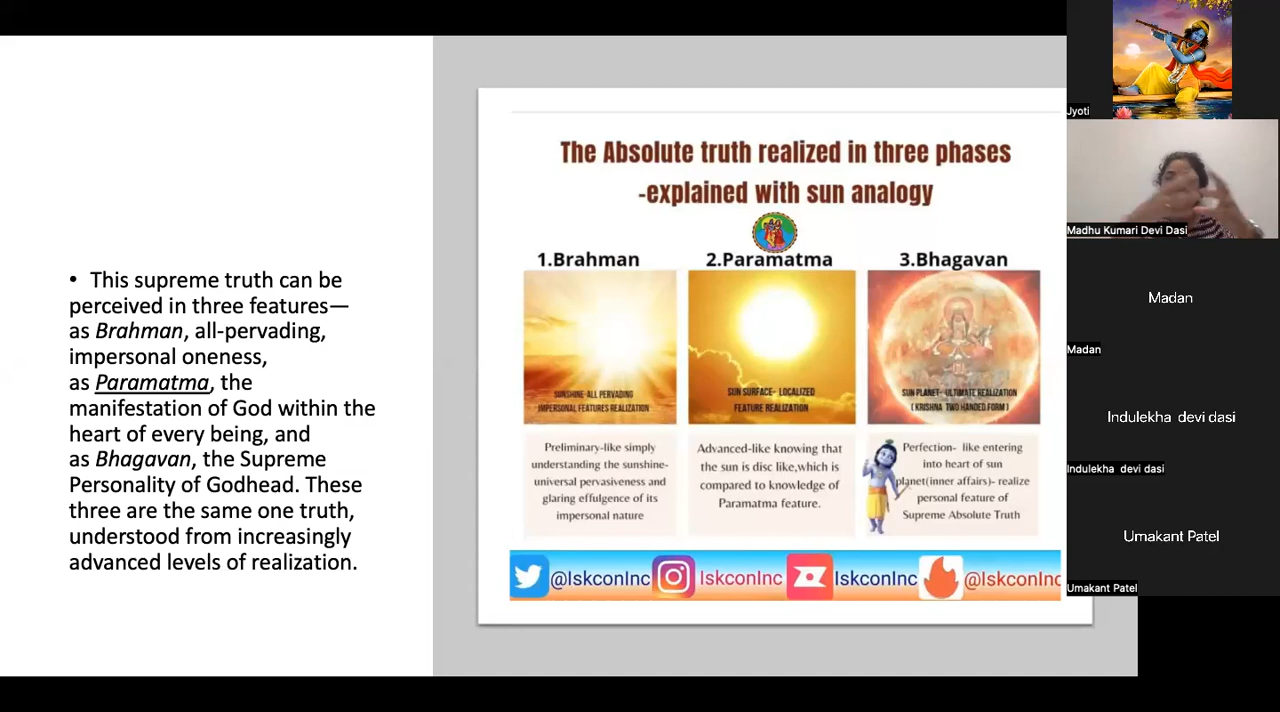 • This supreme truth can be
perceived in three features—
as Brahman, all-pervading,
impersonal oneness,
as Paramatma, the
manifestation of God within the
heart of every being, and
as Bhagavan, the Supreme
Personality of Godhead. These
three are the same one truth,
understood from increasingly
advanced levels of realization.
The Absolute truth realized in three phases
-explained with sun analogy
1.Brahman
SUNSHINE-ALL PERVADING
IMPERSONAL FEATURES REALIZATION
Preliminary-like simply
understanding the sunshine-
universal pervasiveness and
glaring effulgence of its
impersonal nature
2.Paramatma
SUN SURFACE- LOCALIZED
FEATURE REALIZATION
Advanced-like knowing that
the sun is disc like,which is
compared to knowledge of
Paramatma feature.
3.Bhagavan
SUN PLANET- ULTIMATE REALIZATION
( KRISHNA TWO HANDED FORM )
Perfection- like entering
into heart of sun
planet(inner affairs)- realize
personal feature of
Supreme Absolute Truth
@IskconInc IskconInc IskconInc @IskconInc
Jyoti
Madhu Kumari Devi Dasi
Madan
Madan
Indulekha devi dasi
Indulekha devi dasi
Umakant Patel
Umakant Patel